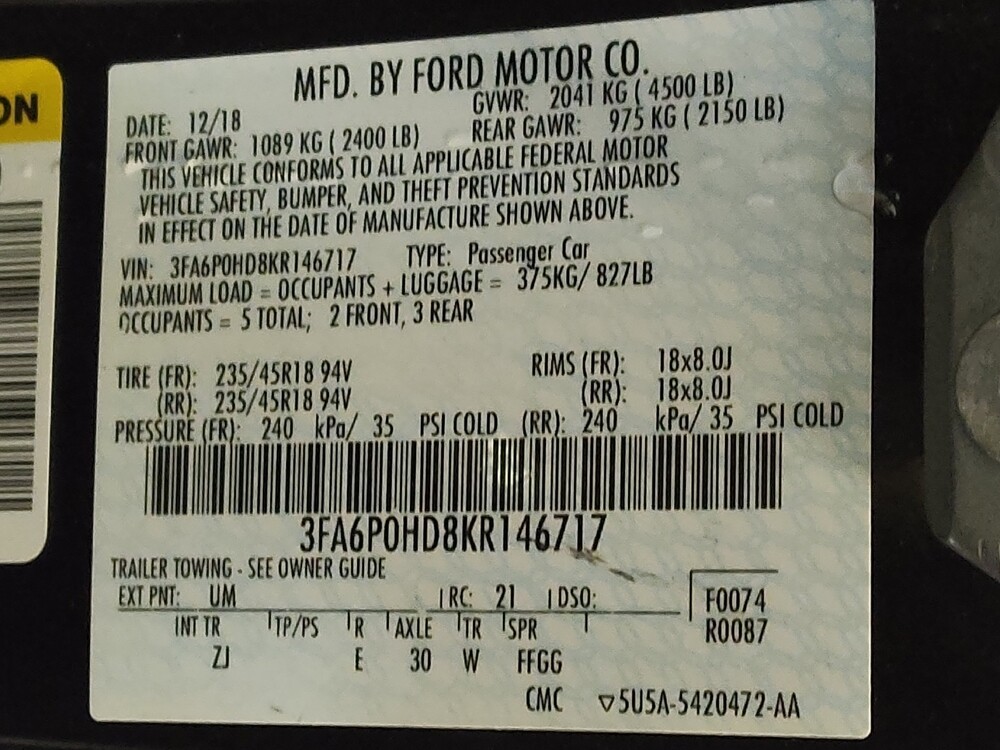 ON
MFD. BY FORD MOTOR CO.
DATE: 12/18 GVWR: 2041 KG ( 4500 LB)
FRONT GAWR: 1089 KG ( 2400 LB) REAR GAWR: 975 KG ( 2150 LB)
THIS VEHICLE CONFORMS TO ALL APPLICABLE FEDERAL MOTOR
VEHICLE SAFETY, BUMPER, AND THEFT PREVENTION STANDARDS
IN EFFECT ON THE DATE OF MANUFACTURE SHOWN ABOVE.
VIN: 3FA6P0HD8KR146717 TYPE: Passenger Car
MAXIMUM LOAD = OCCUPANTS + LUGGAGE = 375KG/ 827LB
OCCUPANTS = 5 TOTAL; 2 FRONT, 3 REAR
TIRE (FR): 235/45R18 94V RIMS (FR): 18x8.0J
(RR): 235/45R18 94V (RR): 18x8.0J
PRESSURE (FR): 240 kPa/ 35 PSI COLD (RR): 240 kPa/ 35 PSI COLD
3FA6P0HD8KR146717
TRAILER TOWING - SEE OWNER GUIDE
EXT PNT: UM RC: 21 DSO: F0074
INT TR TP/PS R AXLE TR SPR R0087
ZJ E 30 W FFGG
CMC ▽5U5A-5420472-AA